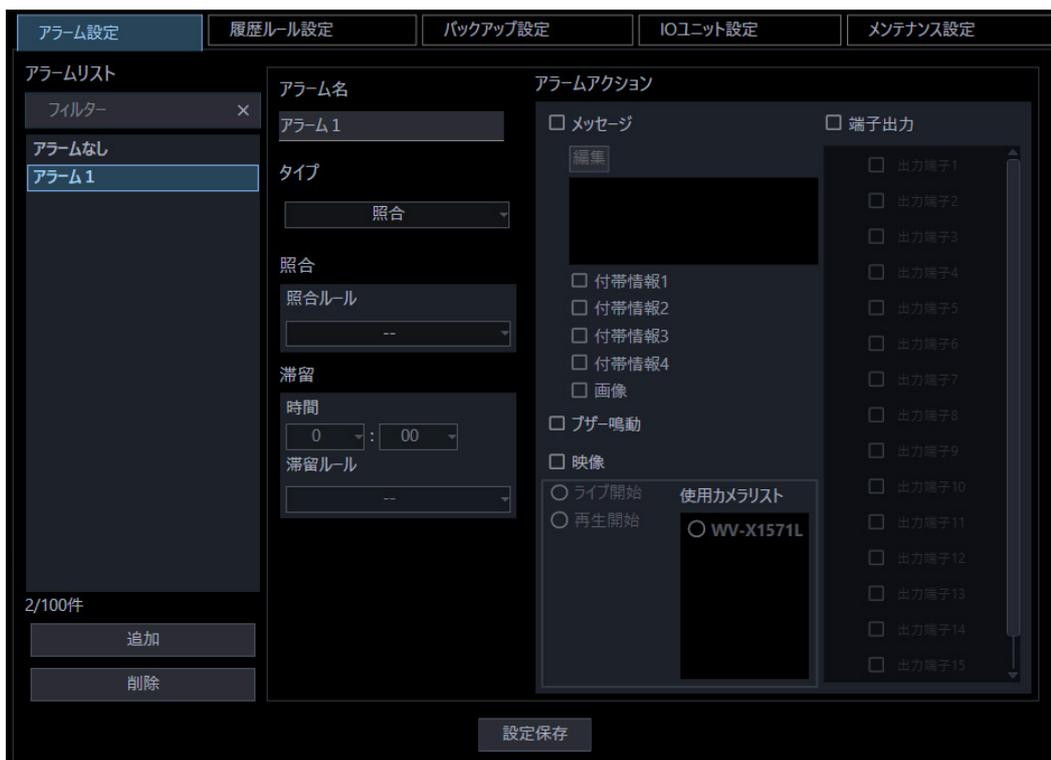 アラーム設定
履歴ルール設定
バックアップ設定
IOユニット設定
メンテナンス設定
アラームリスト
フィルター ×
アラームなし
アラーム 1
2/100件
追加
削除
アラーム名
アラーム 1
タイプ
照合
照合
照合ルール
--
滞留
時間
0 : 00
滞留ルール
--
アラームアクション
メッセージ
編集
付帯情報1
付帯情報2
付帯情報3
付帯情報4
画像
ブザー鳴動
映像
ライブ開始
再生開始
使用カメラリスト
WV-X1571L
端子出力
出力端子1
出力端子2
出力端子3
出力端子4
出力端子5
出力端子6
出力端子7
出力端子8
出力端子9
出力端子10
出力端子11
出力端子12
出力端子13
出力端子14
出力端子15
設定保存